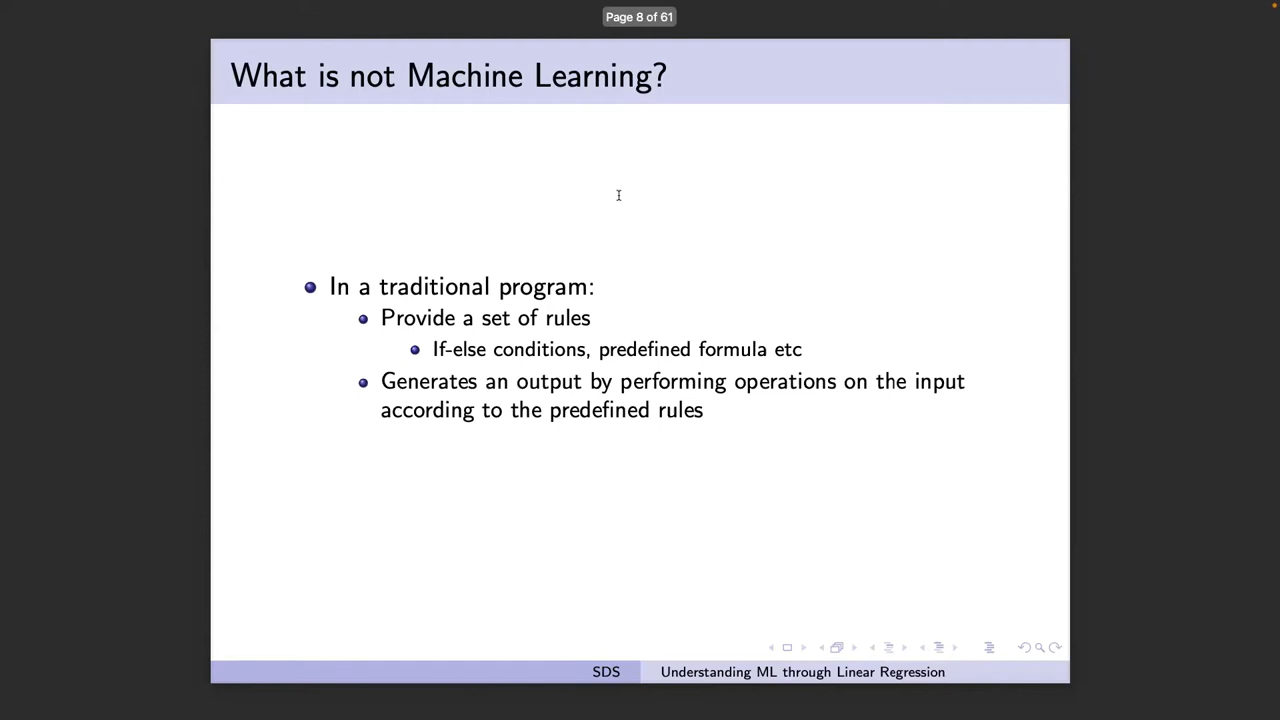 Page 8 of 61
What is not Machine Learning?
In a traditional program:
Provide a set of rules
If-else conditions, predefined formula etc
Generates an output by performing operations on the input
according to the predefined rules
SDS
Understanding ML through Linear Regression